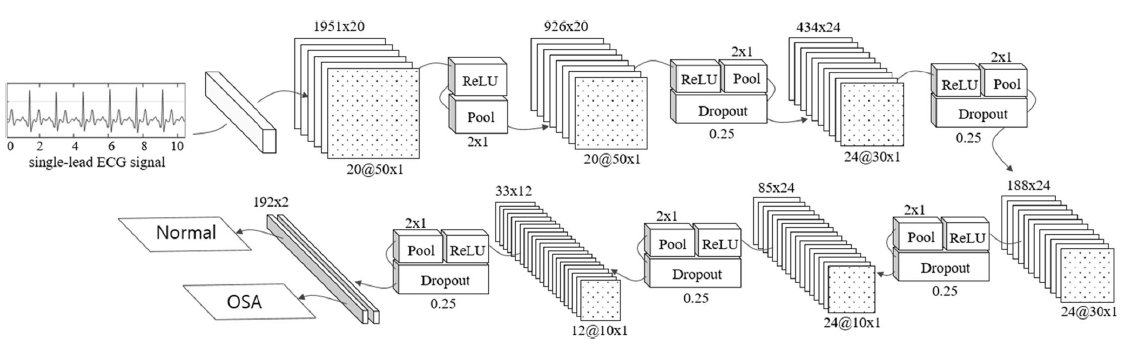 0 2 4 6 8 10
single-lead ECG signal
1951x20
20@50x1
ReLU
Pool
2x1
926x20
20@50x1
2x1
ReLU Pool
Dropout
0.25
434x24
24@30x1
2x1
ReLU Pool
Dropout
0.25
188x24
24@30x1
2x1
Pool ReLU
Dropout
0.25
85x24
24@10x1
2x1
Pool ReLU
Dropout
0.25
33x12
12@10x1
2x1
Pool ReLU
Dropout
0.25
192x2
Normal
OSA